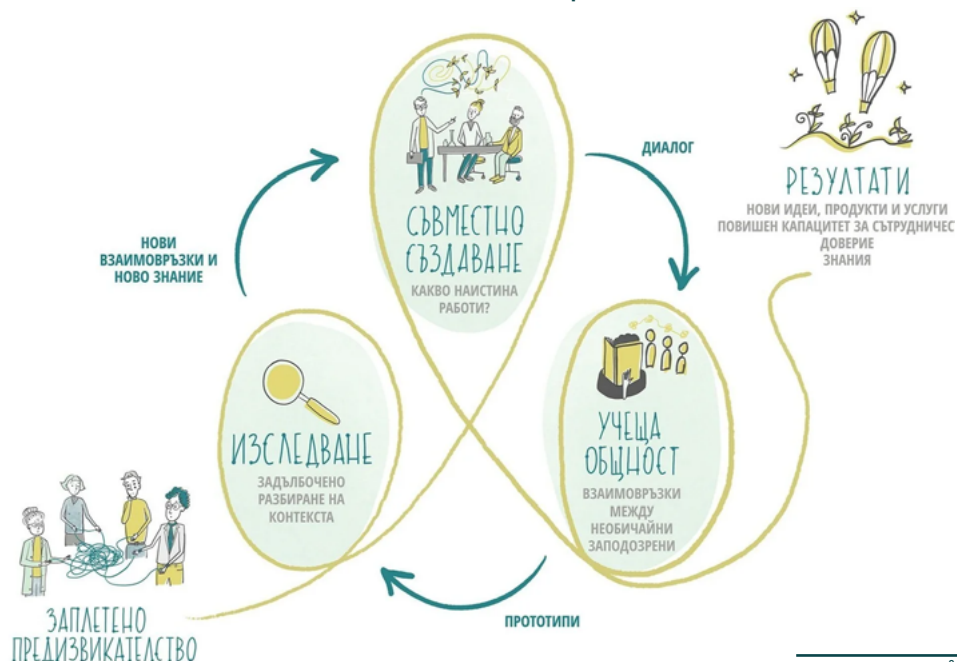 СЪВМЕСТНО
СЪЗДАВАНЕ
КАКВО НАИСТИНА
РАБОТИ?
ДИАЛОГ
РЕЗУЛТАТИ
НОВИ ИДЕИ, ПРОДУКТИ И УСЛУГИ
ПОВИШЕН КАПАЦИТЕТ ЗА СЪТРУДНИЧЕС
ДОВЕРИЕ
ЗНАНИЯ
НОВИ
ВЗАИМОВРЪЗКИ И
НОВО ЗНАНИЕ
ИЗСЛЕДВАНЕ
ЗАДЪЛБОЧЕНО
РАЗБИРАНЕ НА
КОНТЕКСТА
УЧЕЩА
ОБЩНОСТ
ВЗАИМОВРЪЗКИ
МЕЖДУ
НЕОБИЧАЙНИ
ЗАПОДОЗРЕНИ
ПРОТОТИПИ
ЗАПЛЕТЕНО
ПРЕДИЗВИКАТЕЛСТВО